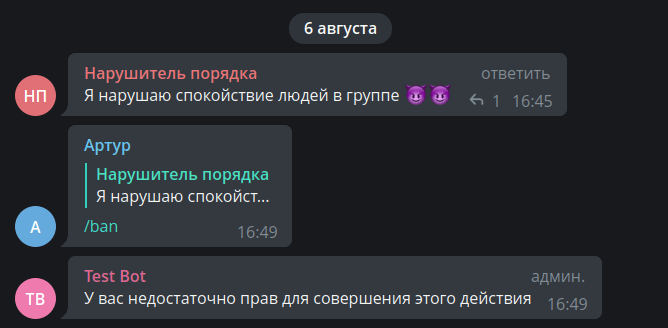 6 августа
Нарушитель порядка ответить
НП Я нарушаю спокойствие людей в группе 😈😈 1 16:45
Артур
Нарушитель порядка
Я нарушаю спокойст...
А /ban 16:49
Test Bot админ.
TB У вас недостаточно прав для совершения этого действия 16:49